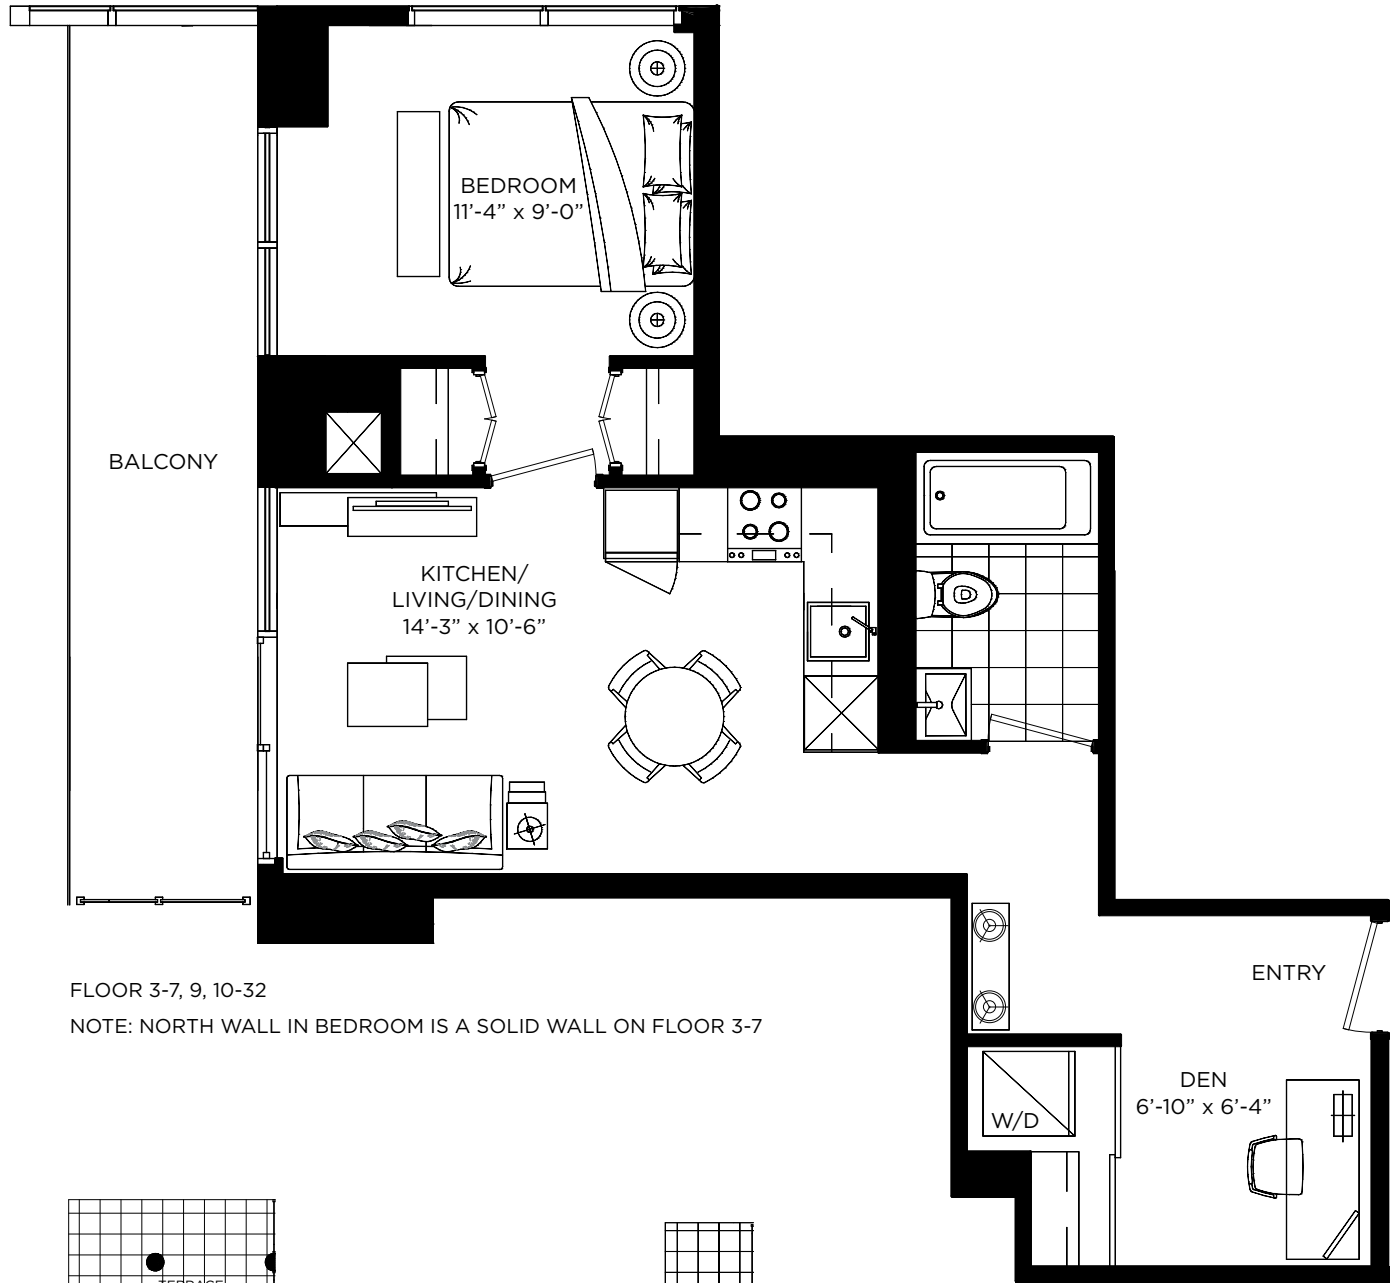 BEDROOM
11’-4” x 9’-0”
BALCONY
KITCHEN/
LIVING/DINING
14’-3” x 10’-6”
ENTRY
FLOOR 3-7, 9, 10-32
NOTE: NORTH WALL IN BEDROOM IS A SOLID WALL ON FLOOR 3-7
DEN
6’-10” x 6’-4”
W/D
TERRACE